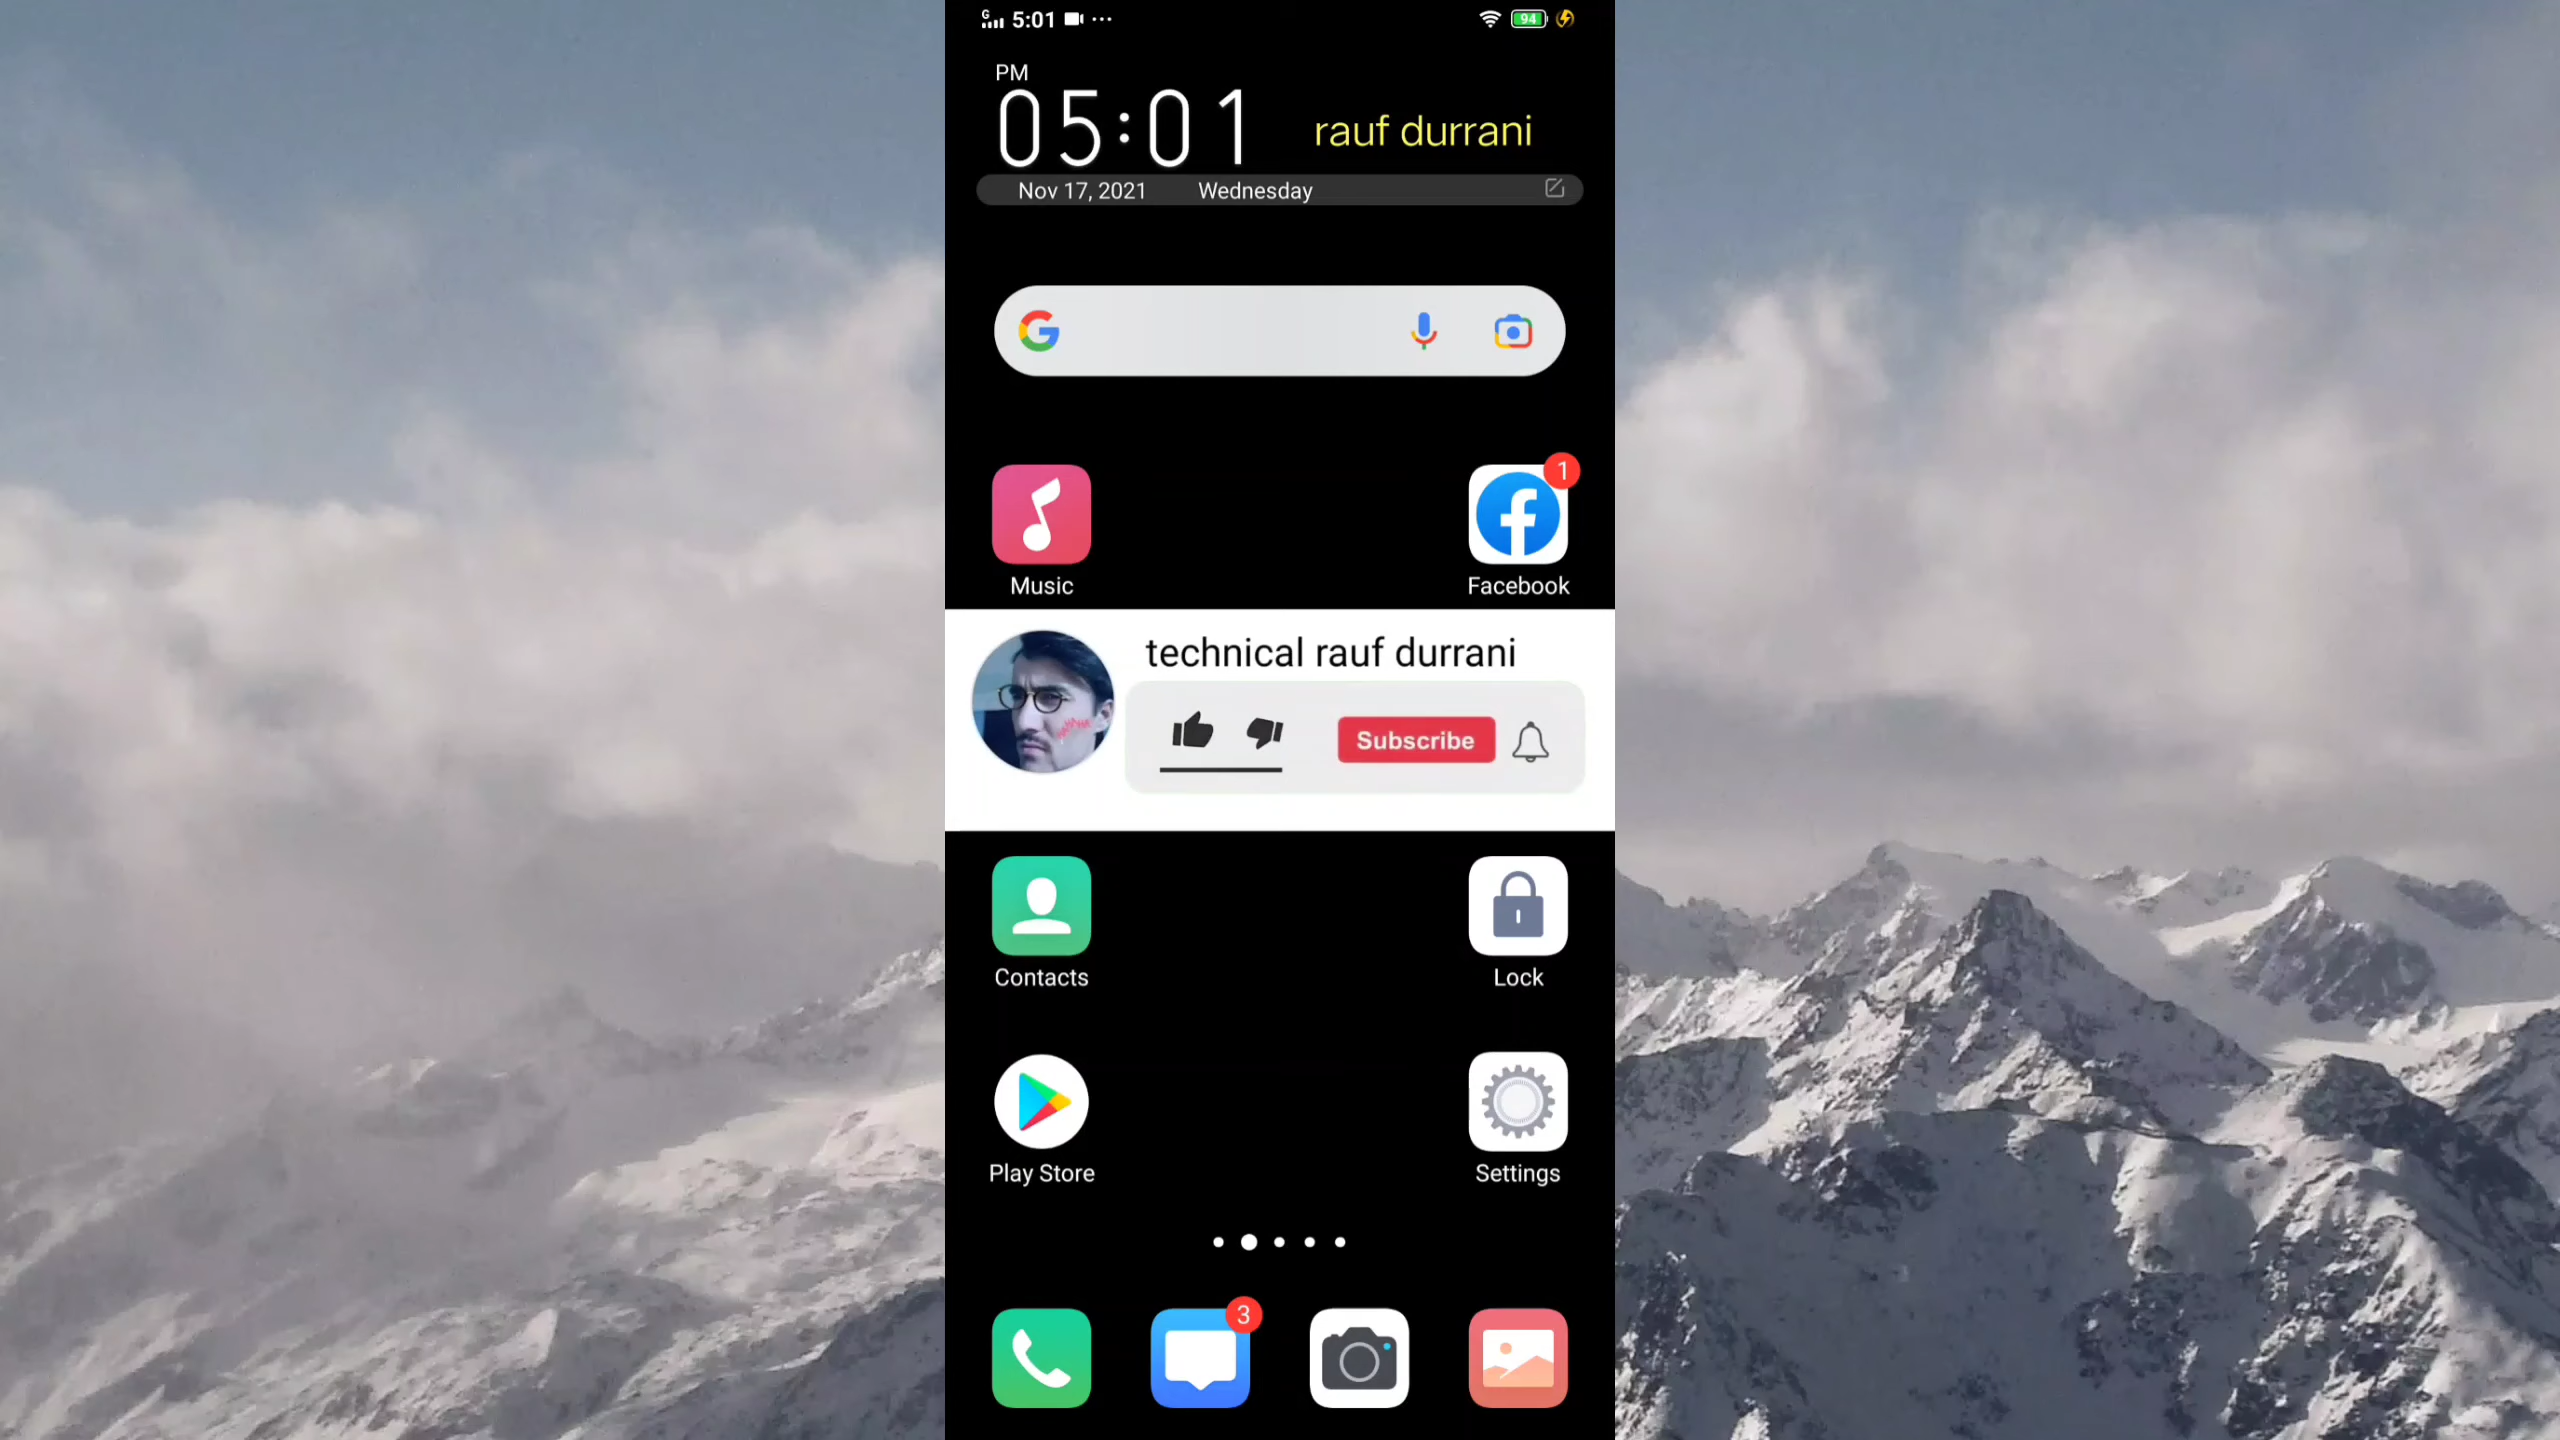 G 5:01 94
PM
05:01 rauf durrani
Nov 17, 2021 Wednesday
Music
1
Facebook
technical rauf durrani
Subscribe
Contacts
Lock
Play Store
Settings
3